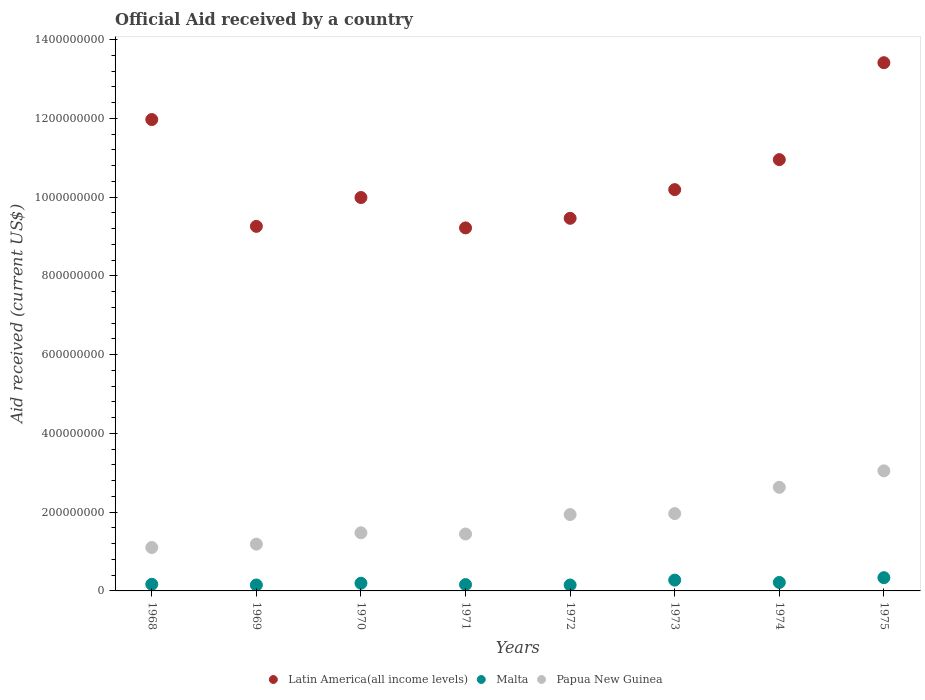 Official Aid received by a country
Aid received (current US$)
1400000000
1200000000
1000000000
800000000
600000000
400000000
200000000
0
1968
1969
1970
1971
1972
1973
1974
1975
Years
Latin America(all income levels)
Malta
Papua New Guinea